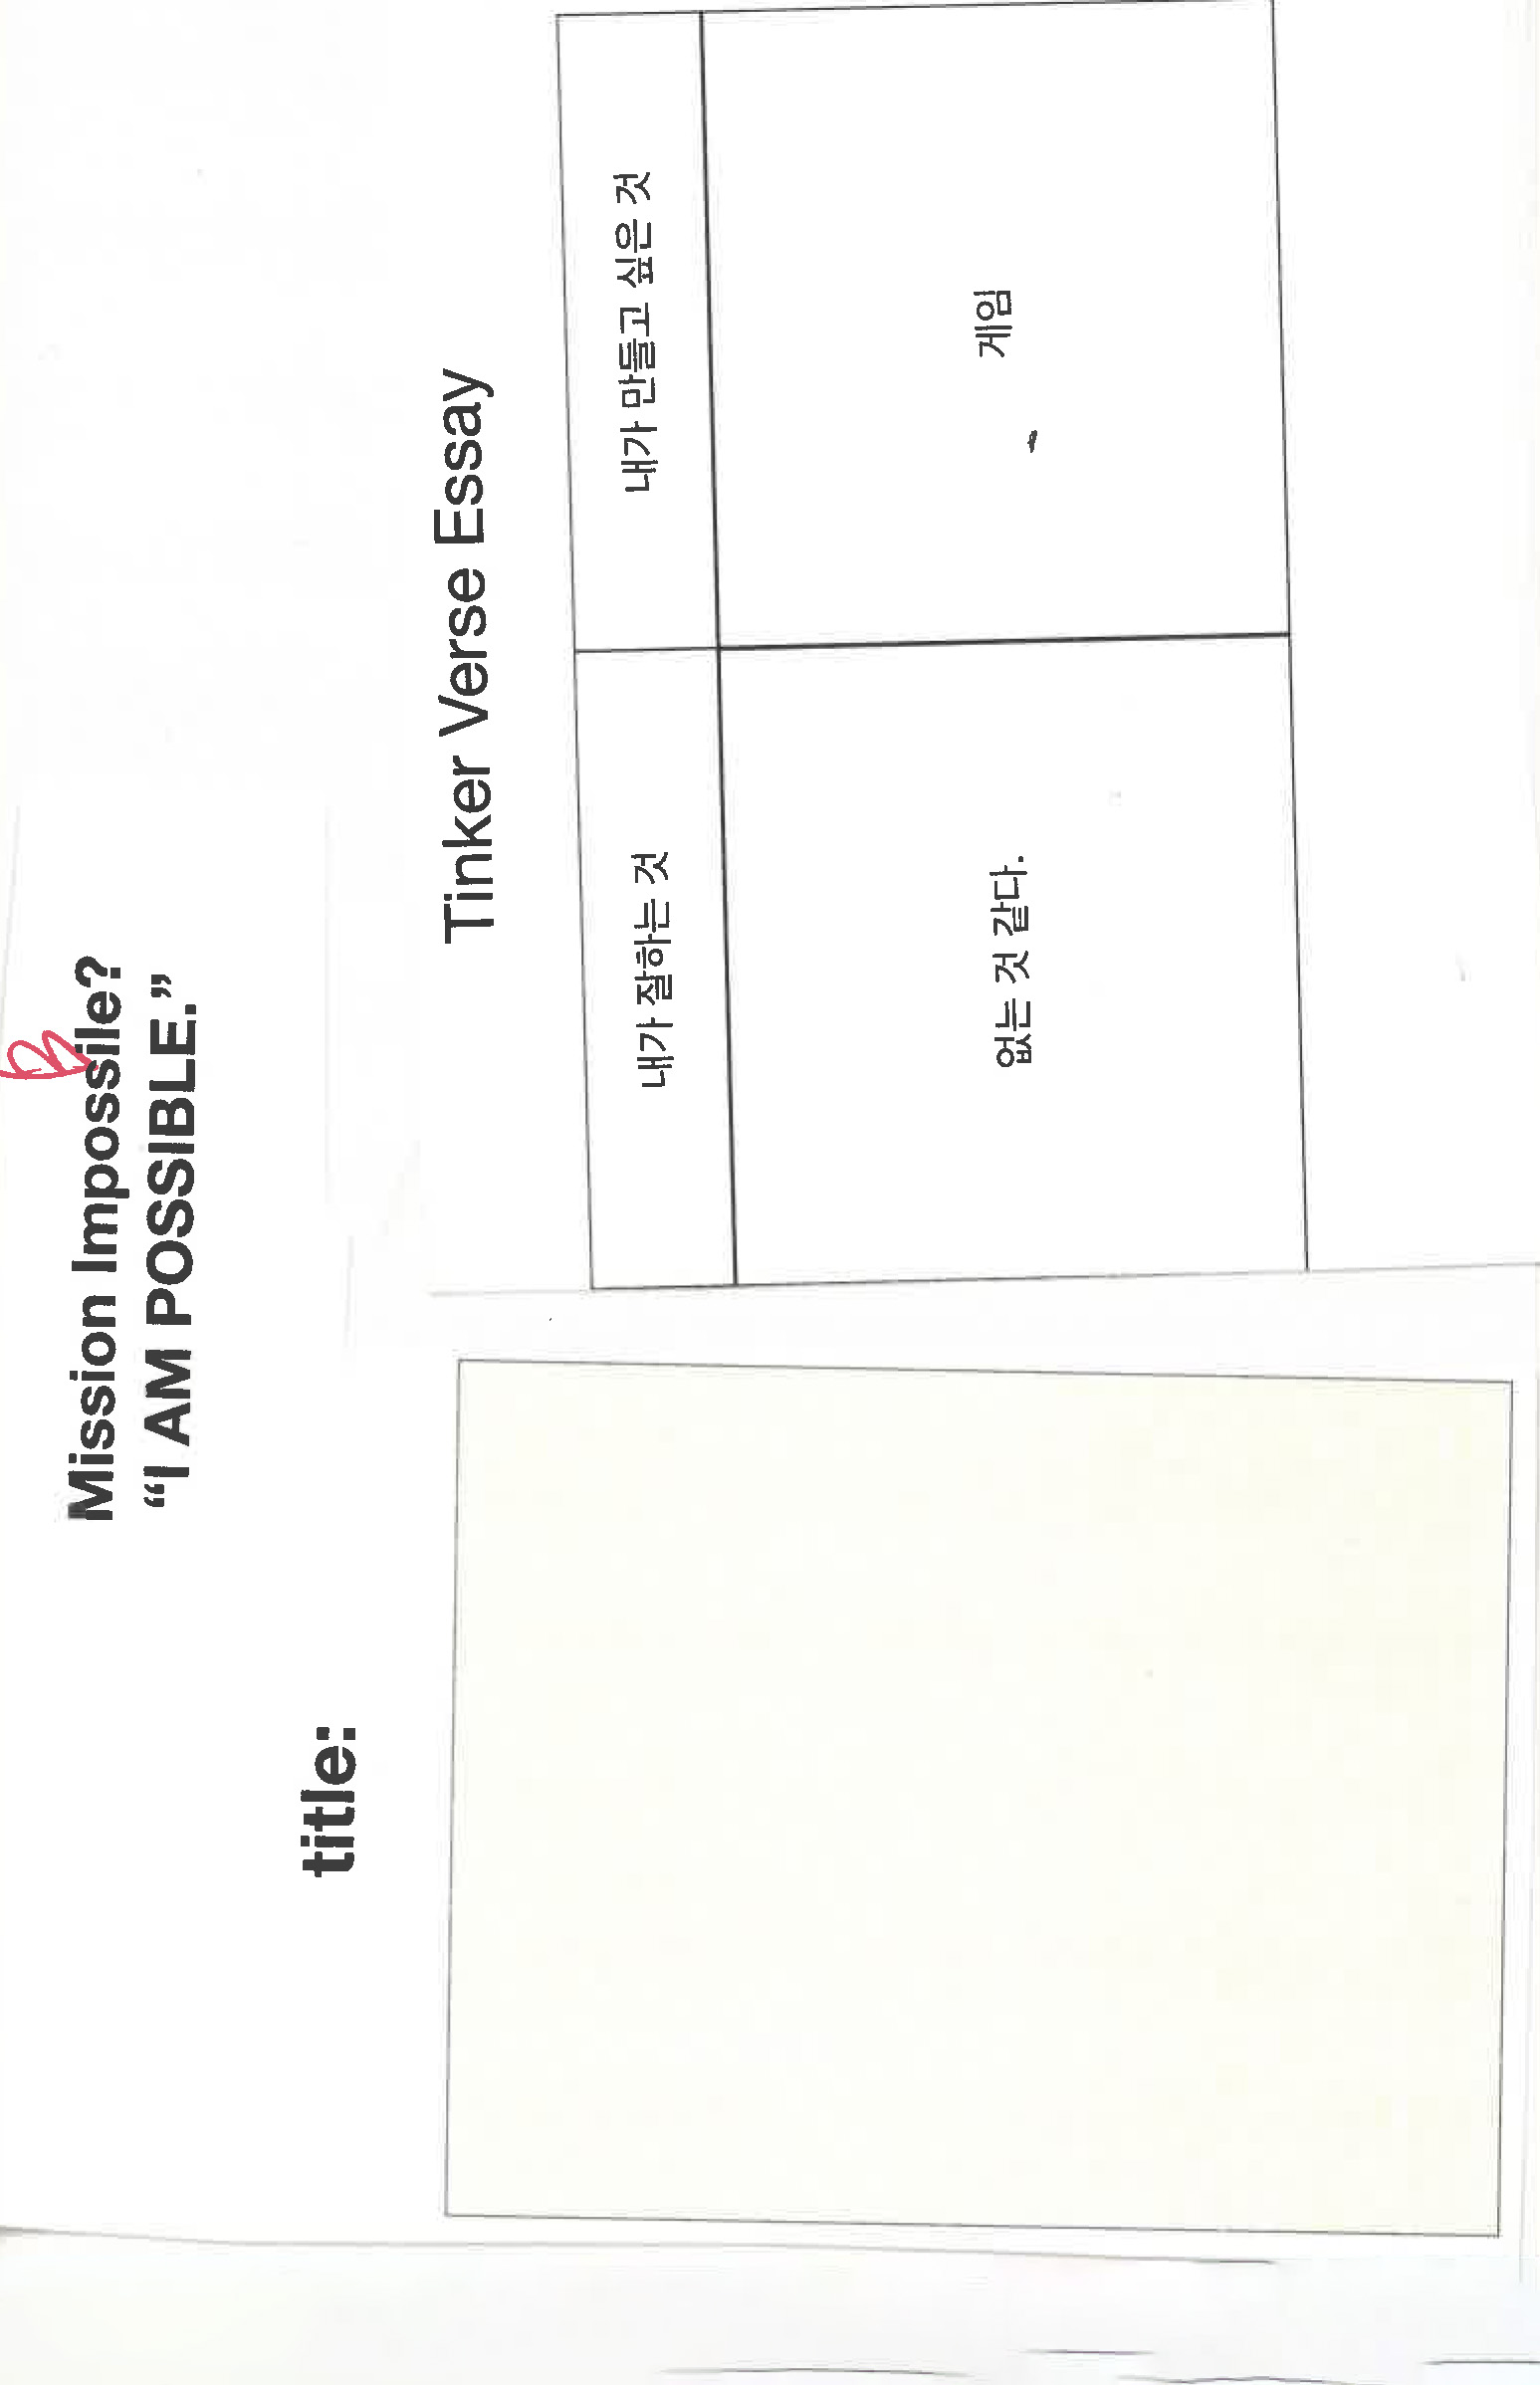 Mission Impossile?
“I AM POSSIBLE.”
B
title:
Tinker Verse Essay
내가 잘하는 것
내가 만들고 싶은 것
없는 것 같다.
게임